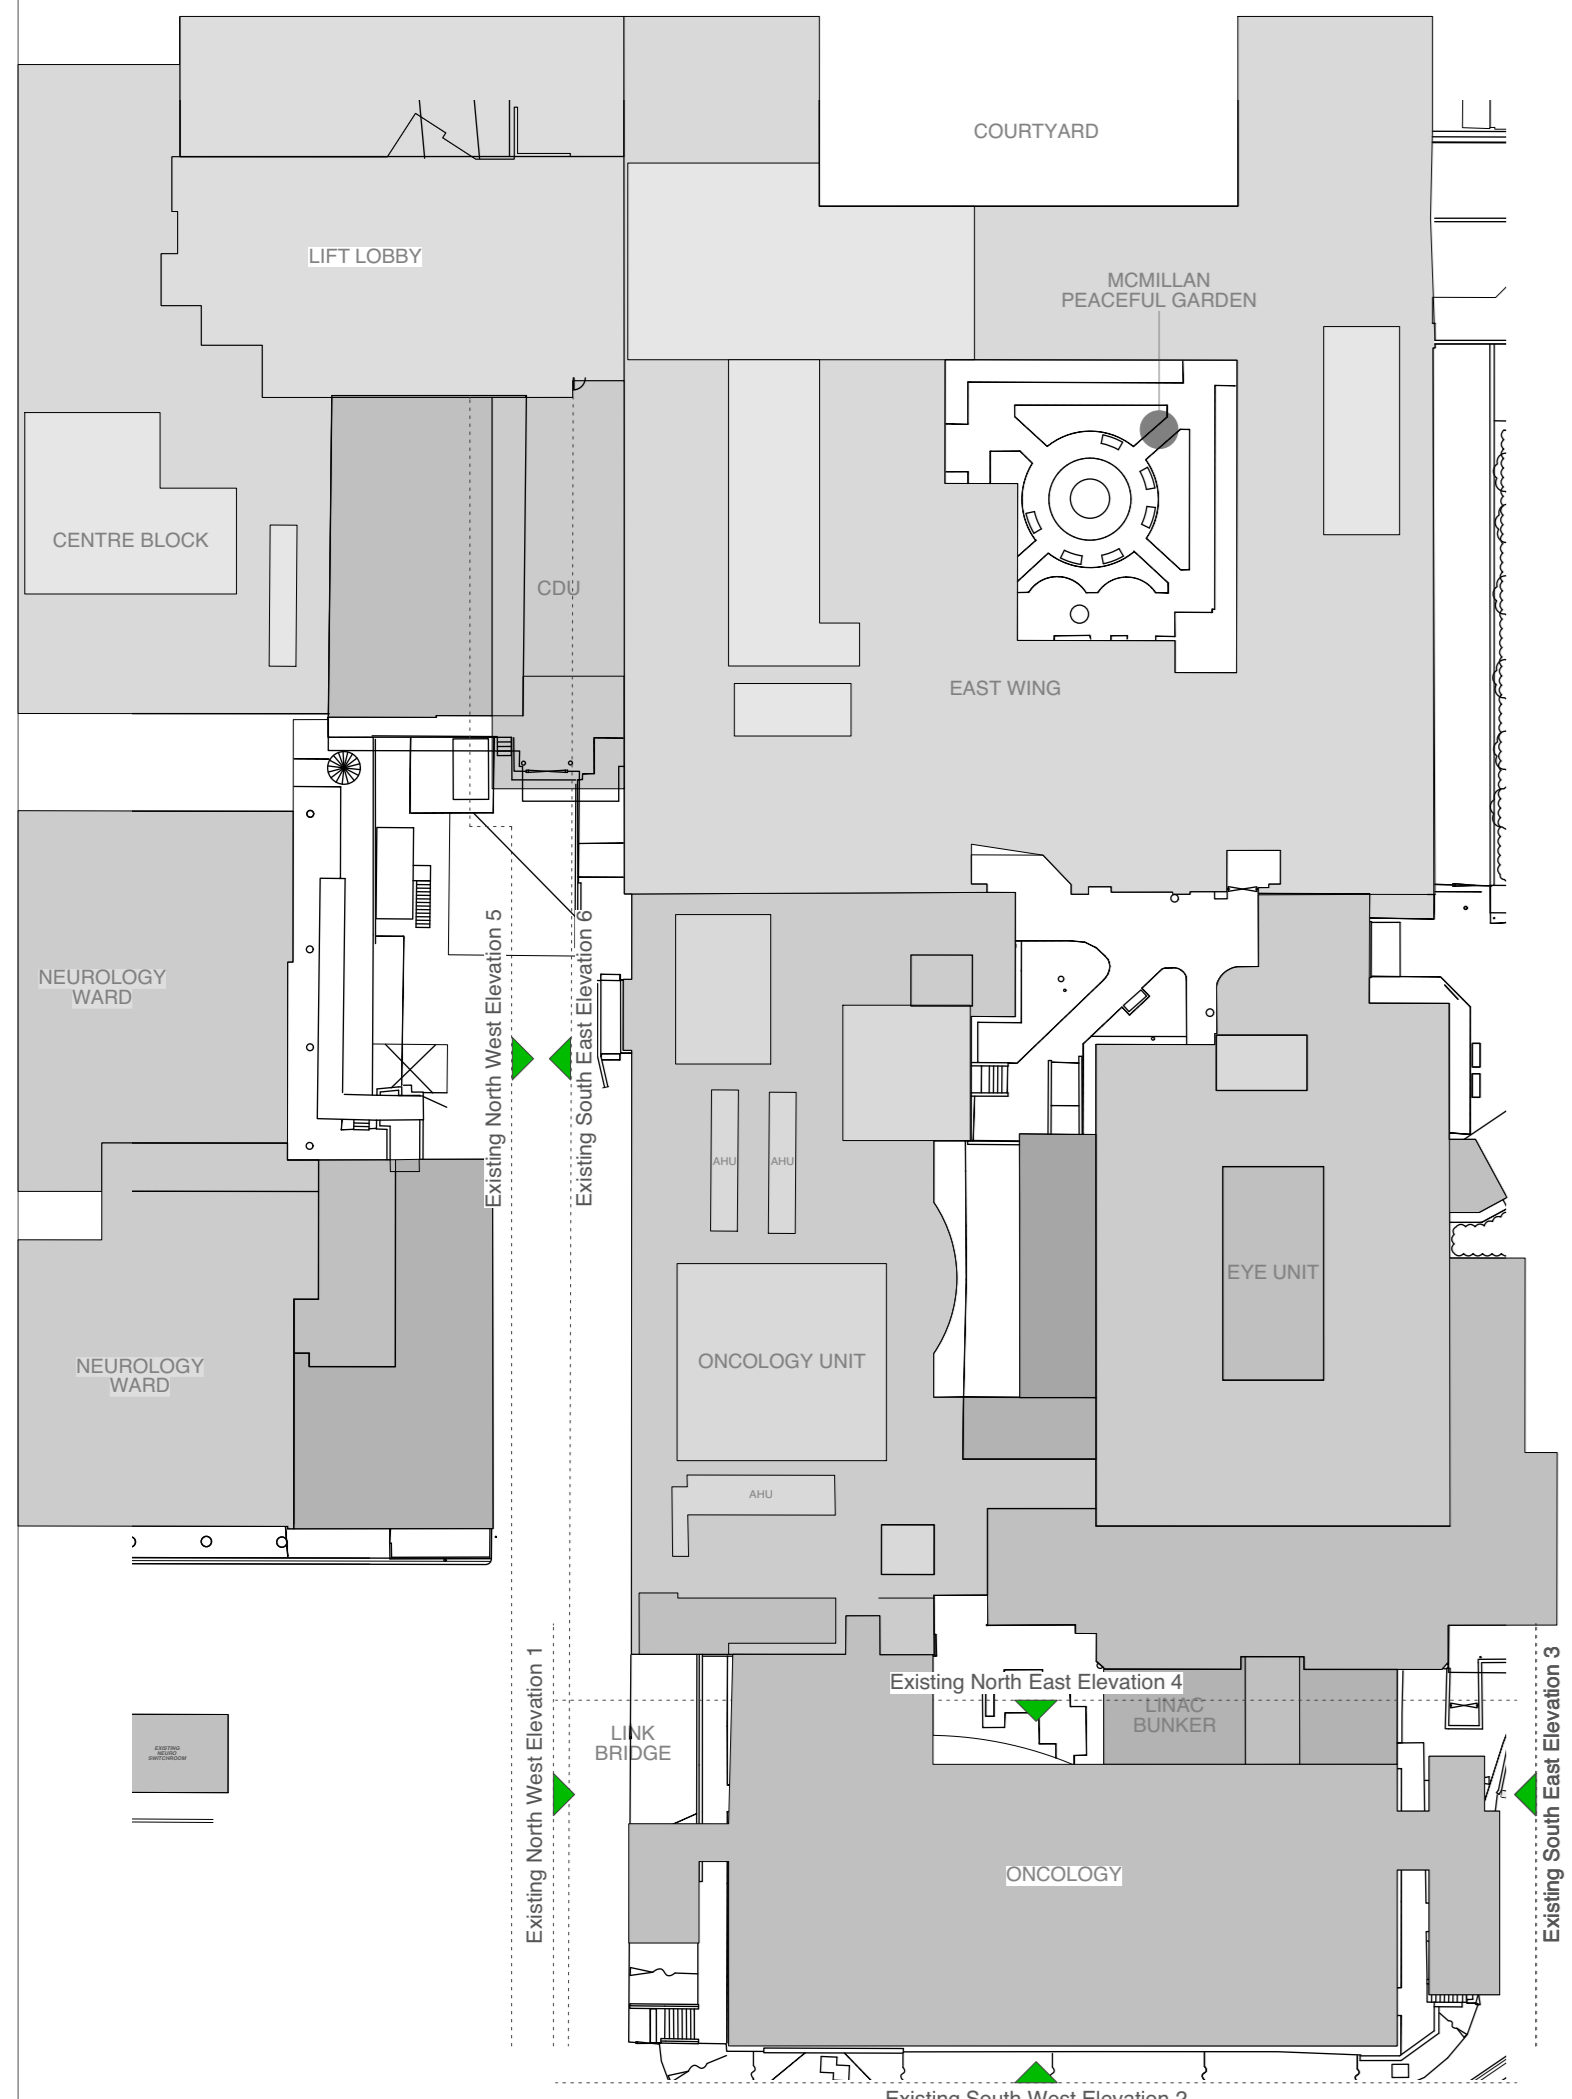 COURTYARD
LIFT LOBBY
MCMILLAN
PEACEFUL GARDEN
CENTRE BLOCK
CDU
EAST WING
NEUROLOGY
WARD
Existing North West Elevation 5
Existing South East Elevation 6
AHU
AHU
EYE UNIT
NEUROLOGY
WARD
ONCOLOGY UNIT
AHU
Existing North West Elevation 1
Existing North East Elevation 4
LINAC
BUNKER
Existing South East Elevation 3
LINK
BRIDGE
EXISTING
NEURO
SWITCHROOM
ONCOLOGY
Existing South West Elevation 2